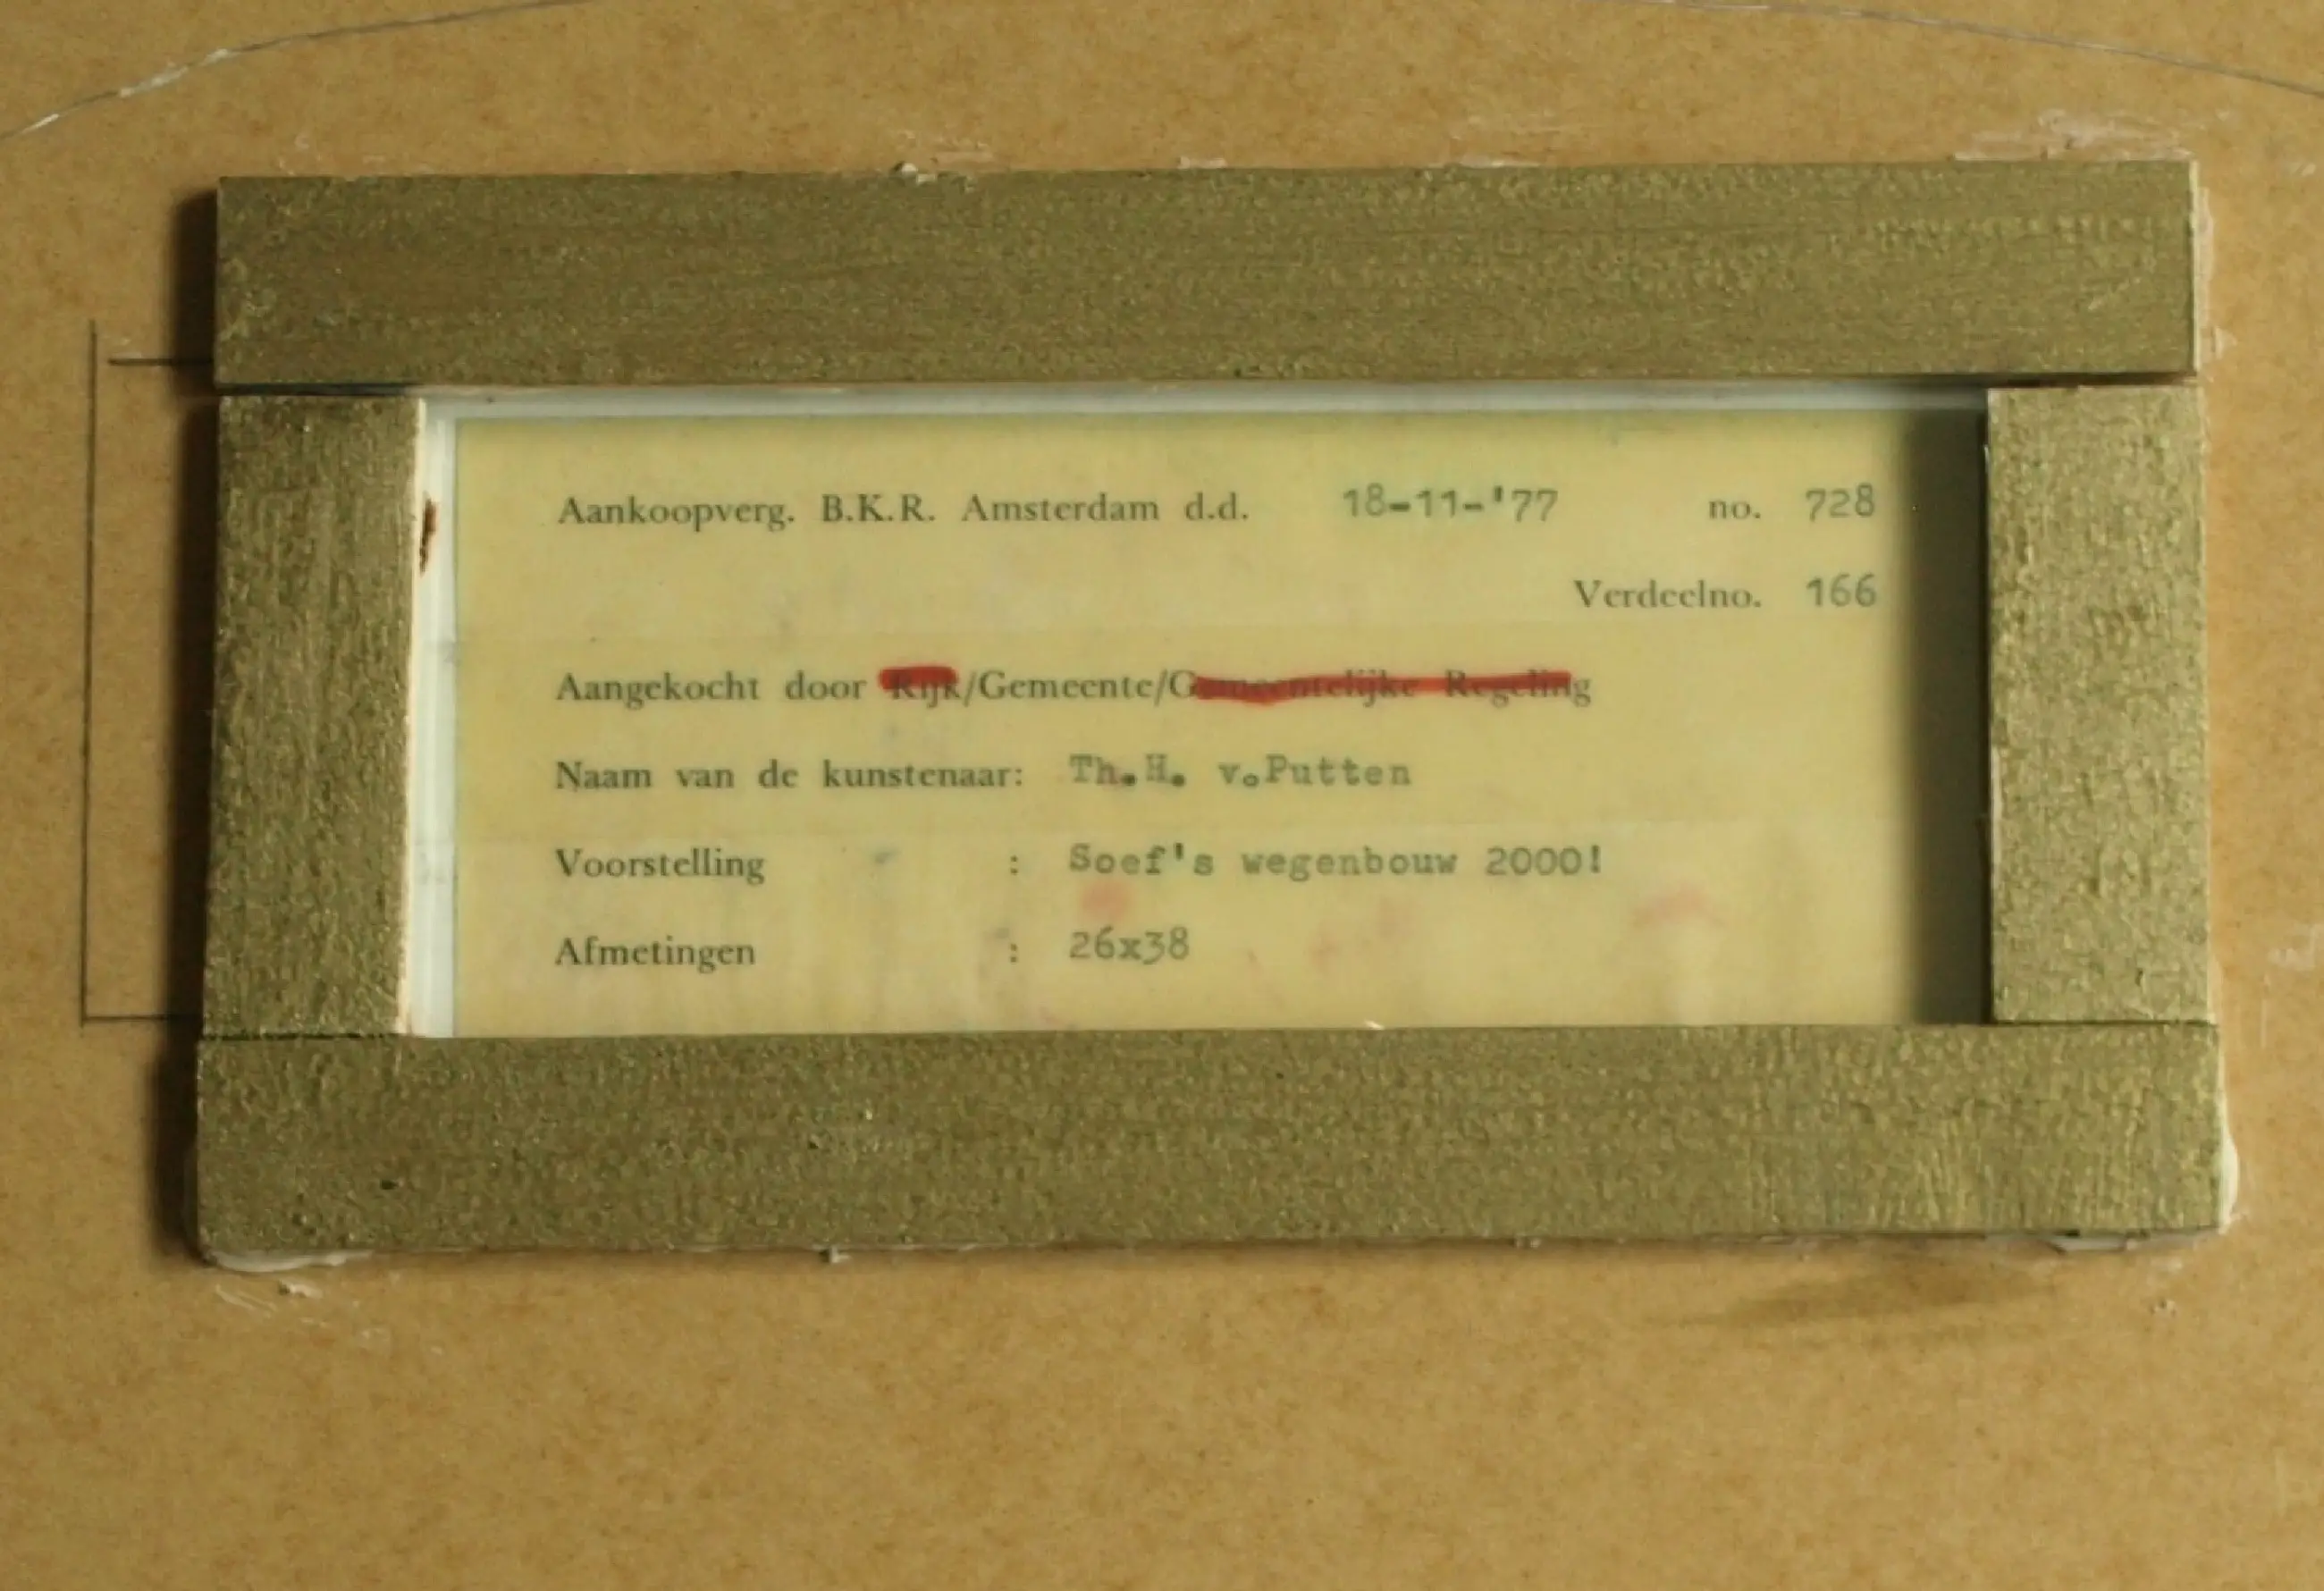 Aankoopverg. B.K.R. Amsterdam d.d. 18-11-'77 no. 728
Verdeelno. 166
Aangekocht door Rijk/Gemeente/Gemeentelijke Regeling
Naam van de kunstenaar: Th.H. v.Putten
Voorstelling : Soef's wegenbouw 2000!
Afmetingen : 26x38